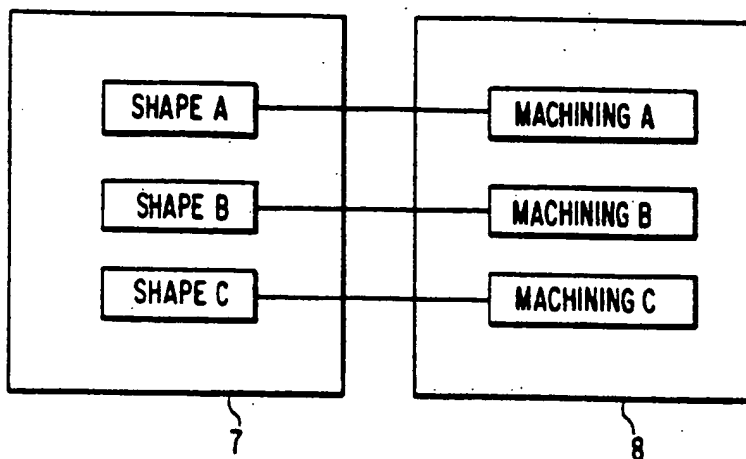 SHAPE A
MACHINING A
SHAPE B
MACHINING B
SHAPE C
MACHINING C
7
8